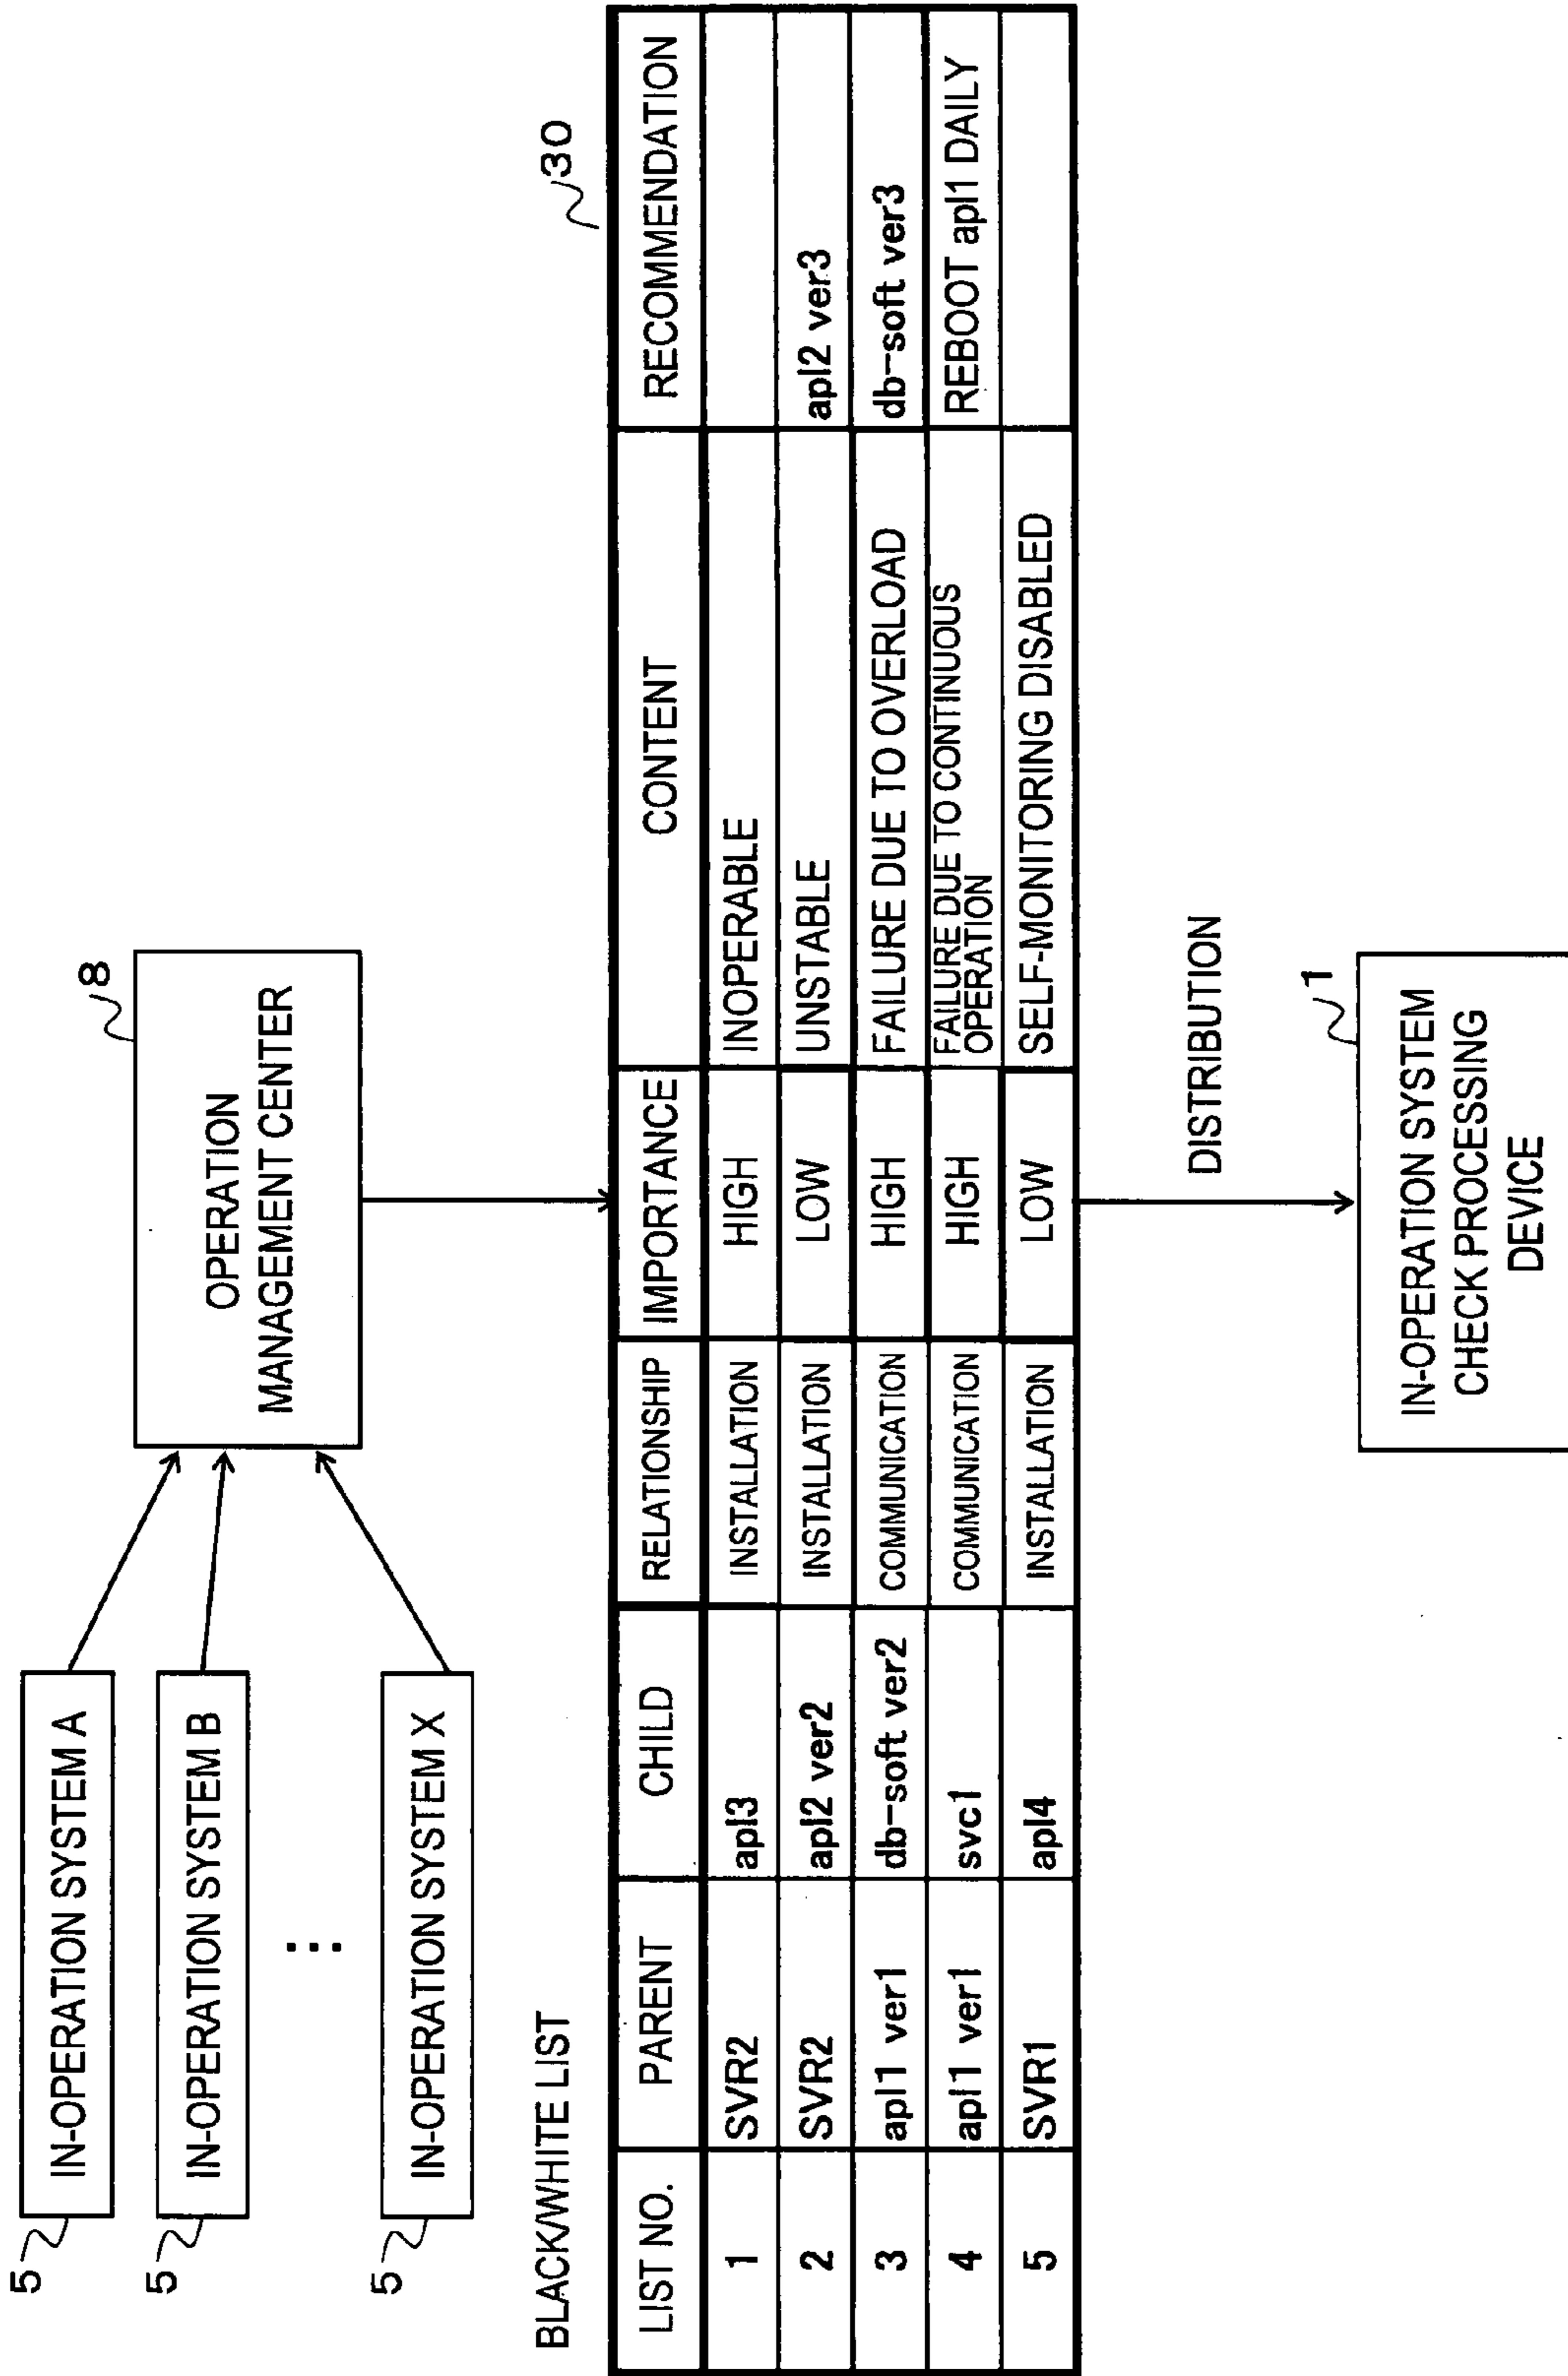 5 IN-OPERATION SYSTEM A
5 IN-OPERATION SYSTEM B
5 IN-OPERATION SYSTEM X
8
OPERATION
MANAGEMENT CENTER
BLACK/WHITE LIST
30
LIST NO. PARENT CHILD RELATIONSHIP IMPORTANCE CONTENT RECOMMENDATION
1 SVR2 apl3 INSTALLATION HIGH INOPERABLE
2 SVR2 apl2 ver2 INSTALLATION LOW UNSTABLE apl2 ver3
3 apl1 ver1 db-soft ver2 COMMUNICATION HIGH FAILURE DUE TO OVERLOAD db-soft ver3
4 apl1 ver1 svc1 COMMUNICATION HIGH FAILURE DUE TO CONTINUOUS OPERATION REBOOT apl1 DAILY
5 SVR1 apl4 INSTALLATION LOW SELF-MONITORING DISABLED
DISTRIBUTION
1
IN-OPERATION SYSTEM
CHECK PROCESSING
DEVICE